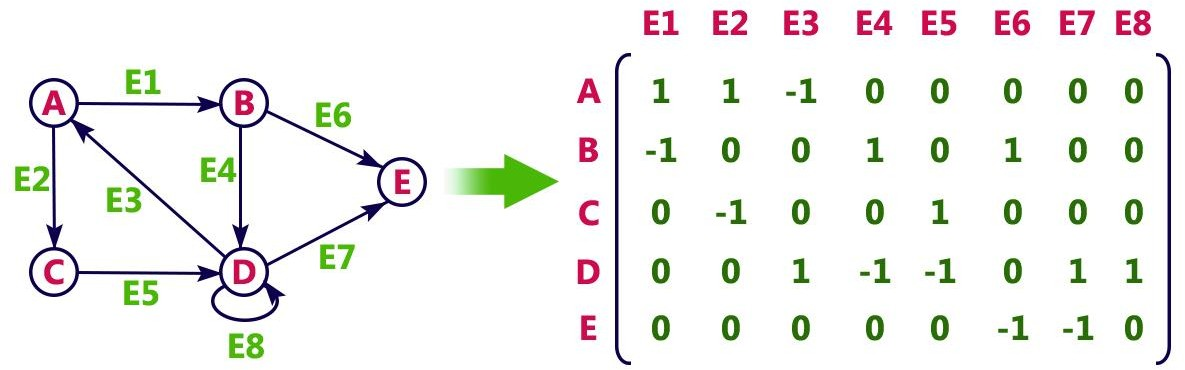 E1 E2 E3 E4 E5 E6 E7 E8
A 1 1 -1 0 0 0 0 0
B -1 0 0 1 0 1 0 0
C 0 -1 0 0 1 0 0 0
D 0 0 1 -1 -1 0 1 1
E 0 0 0 0 0 -1 -1 0
E1
A B
E6
E2 E3 E4
E
E7
C D
E5
E8